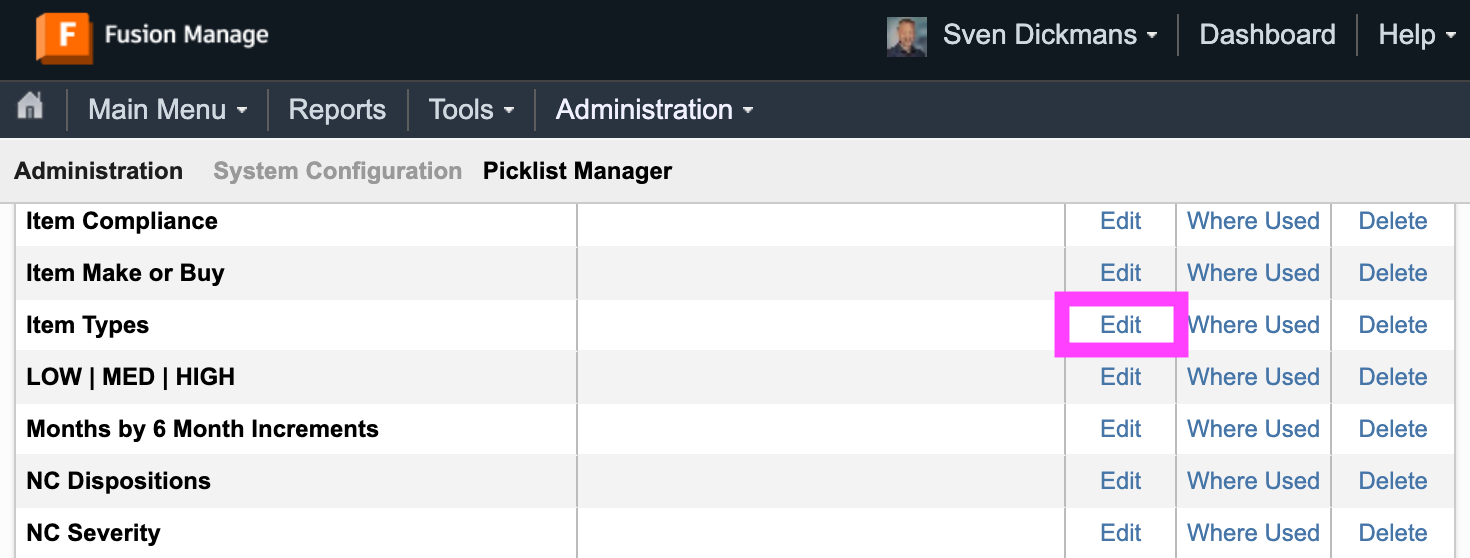 F Fusion Manage Sven Dickmans Dashboard Help
Main Menu Reports Tools Administration
Administration System Configuration Picklist Manager
Item Compliance Edit Where Used Delete
Item Make or Buy Edit Where Used Delete
Item Types Edit Where Used Delete
LOW | MED | HIGH Edit Where Used Delete
Months by 6 Month Increments Edit Where Used Delete
NC Dispositions Edit Where Used Delete
NC Severity Edit Where Used Delete